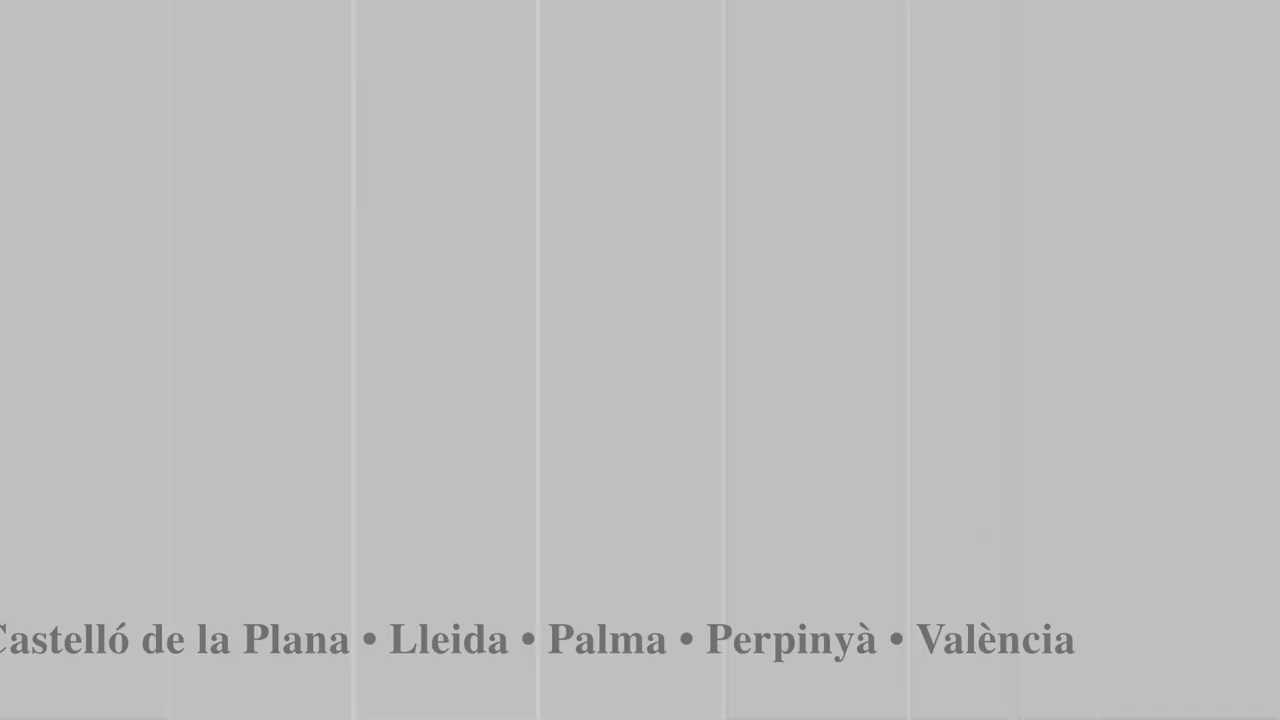 Castelló de la Plana • Lleida • Palma • Perpinyà • València